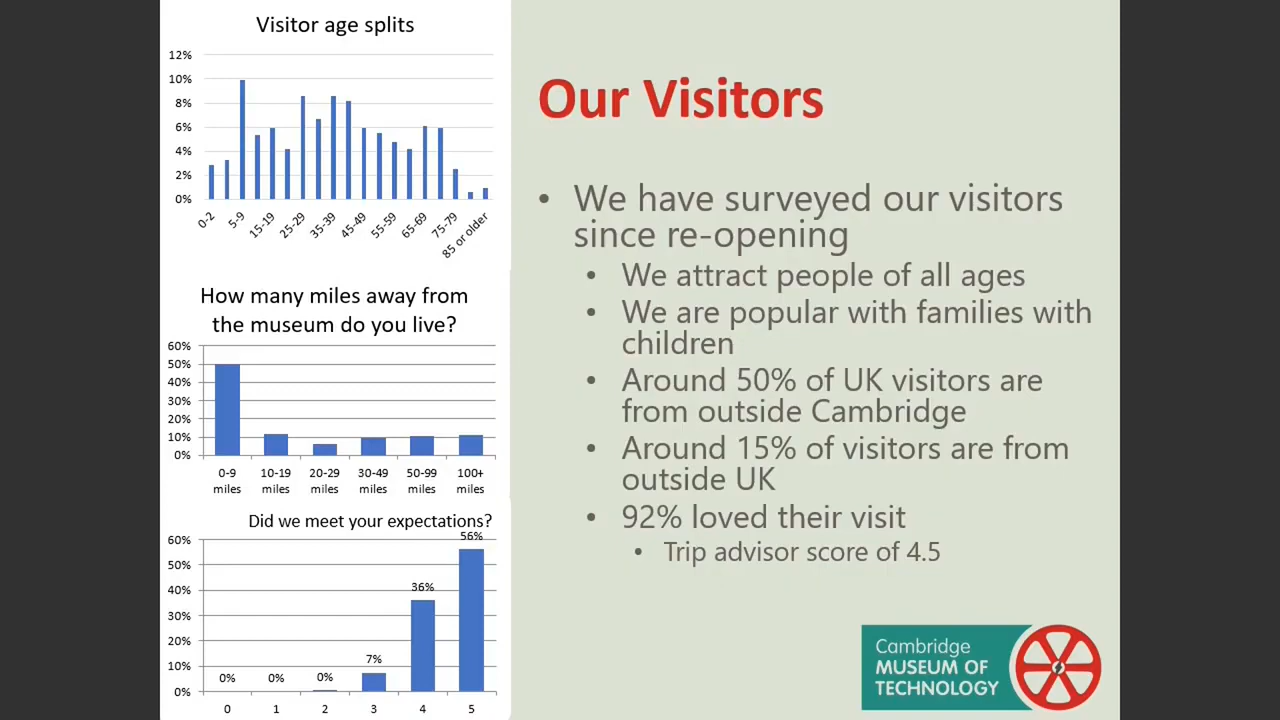 Visitor age splits
12%
10%
8%
6%
4%
2%
0%
0-2
5-9
15-19
25-29
35-39
45-49
55-59
65-69
75-79
85 or older
How many miles away from
the museum do you live?
60%
50%
40%
30%
20%
10%
0%
0-9 10-19 20-29 30-49 50-99 100+
miles miles miles miles miles miles
Did we meet your expectations?
60%
50%
40%
30%
20%
10%
0%
0% 0% 0% 7% 36% 56%
0 1 2 3 4 5
Our Visitors
• We have surveyed our visitors
since re-opening
• We attract people of all ages
• We are popular with families with
children
• Around 50% of UK visitors are
from outside Cambridge
• Around 15% of visitors are from
outside UK
• 92% loved their visit
• Trip advisor score of 4.5
Cambridge
MUSEUM OF
TECHNOLOGY